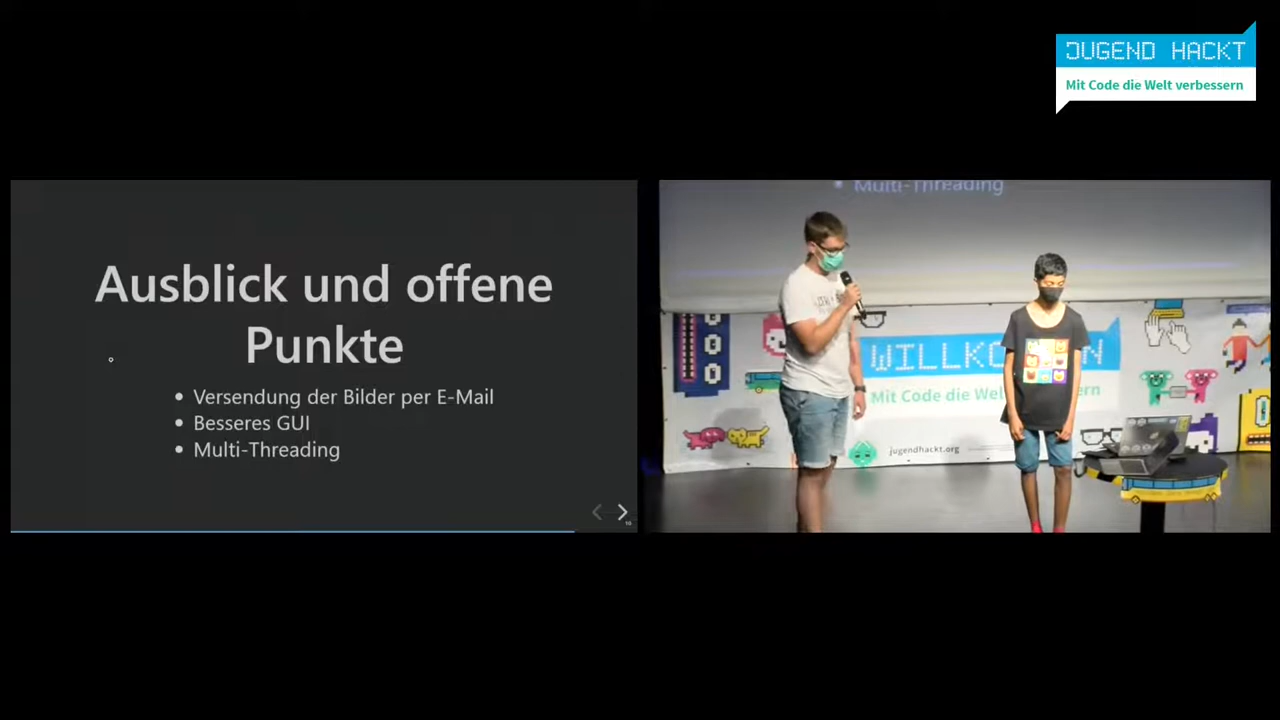 JUGEND HACKT
Mit Code die Welt verbessern
Ausblick und offene
Punkte
• Versendung der Bilder per E-Mail
• Besseres GUI
• Multi-Threading
10
• Multi-Threading
WILLKO
N
Mit Code die Wel
ern
jugendhackt.org